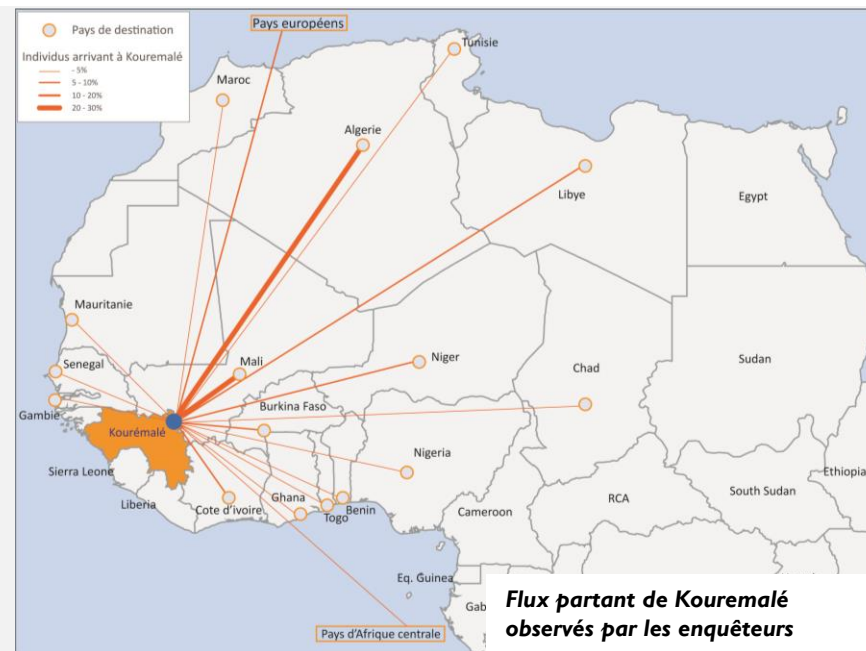 Pays de destination
Individus arrivant à Kouremalé
- 5%
5 - 10%
10 - 20%
20 - 30%
Pays européens
Tunisie
Maroc
Algerie
Libye
Egypt
Mauritanie
Senegal
Mali
Niger
Chad
Sudan
Gambie
Burkina Faso
Kourémalé
Nigeria
Sierra Leone
Ethiopia
Liberia
Cote d'ivoire
Ghana
Togo
Benin
Cameroon
RCA
South Sudan
Eq. Guinea
Gab
Pays d'Afrique centrale
Flux partant de Kouremalé
observés par les enquêteurs